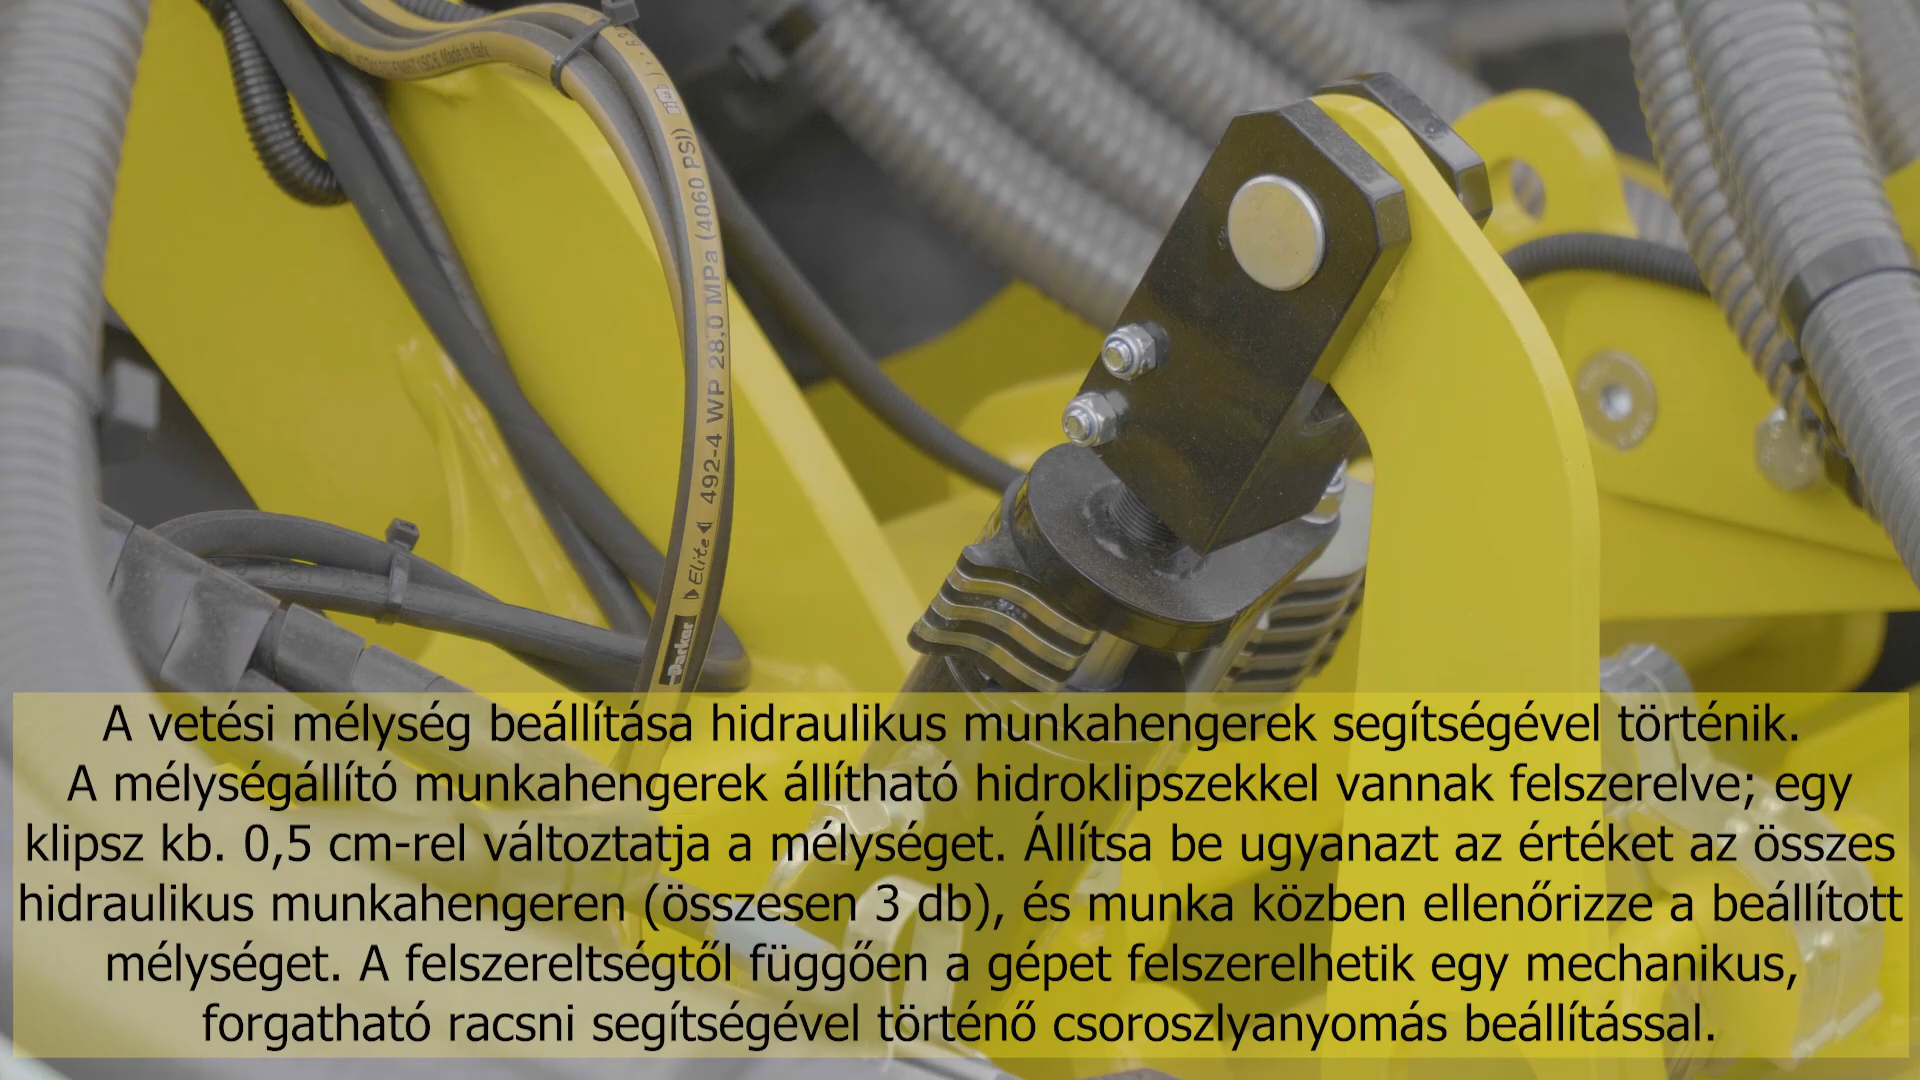 Made in Italy
492-4 WP 28,0 MPa (4060 PSI)
Elite
Parker
A vetési mélység beállítása hidraulikus munkahengerek segítségével történik.
A mélységállító munkahengerek állítható hidroklipszekkel vannak felszerelve; egy
klipsz kb. 0,5 cm-rel változtatja a mélységet. Állítsa be ugyanazt az értéket az összes
hidraulikus munkahengeren (összesen 3 db), és munka közben ellenőrizze a beállított
mélységet. A felszereltségtől függően a gépet felszerelhetik egy mechanikus,
forgatható racsni segítségével történő csoroszlyanyomás beállítással.